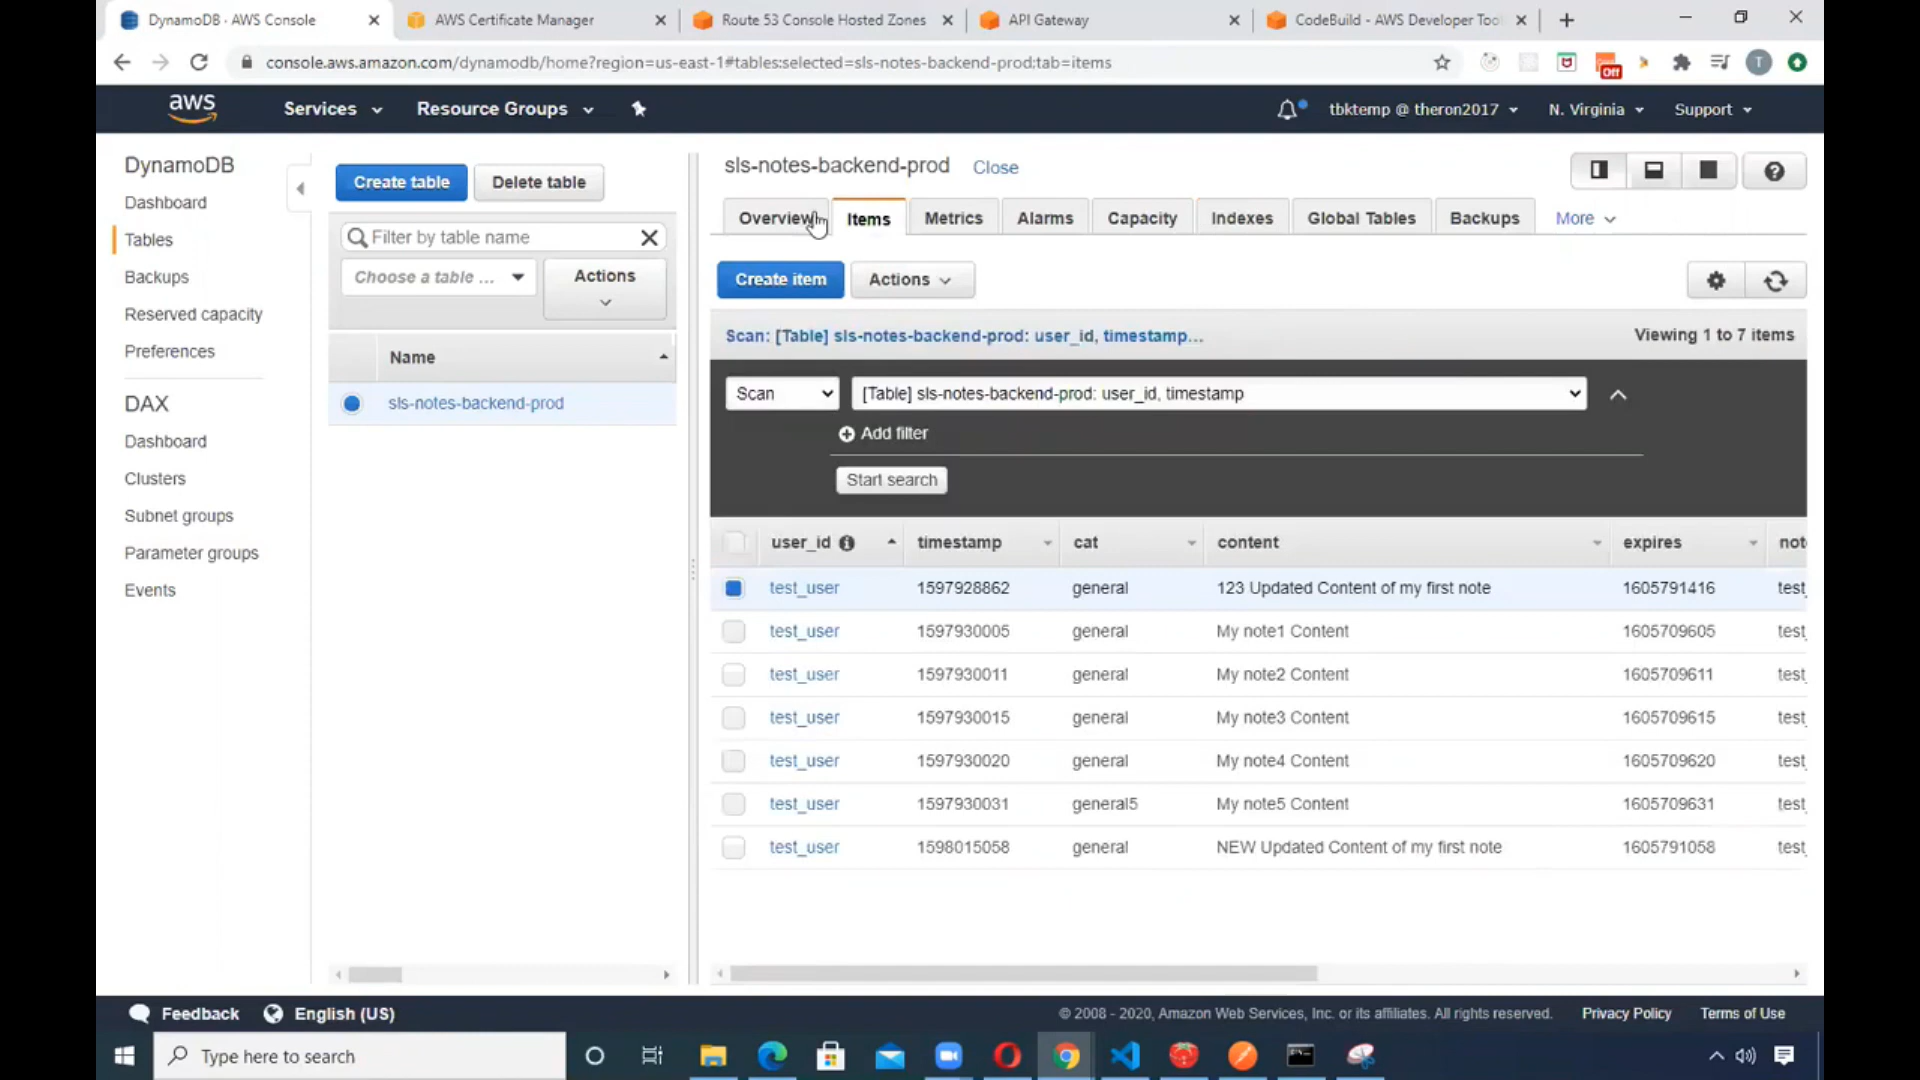 DynamoDB · AWS Console
AWS Certificate Manager
Route 53 Console Hosted Zones
API Gateway
CodeBuild - AWS Developer Too
console.aws.amazon.com/dynamodb/home?region=us-east-1#tables:selected=sls-notes-backend-prod;tab=items
Off
T
aws
Services
Resource Groups
tbktemp @ theron2017
N. Virginia
Support
DynamoDB
Dashboard
Tables
Backups
Reserved capacity
Preferences
DAX
Dashboard
Clusters
Subnet groups
Parameter groups
Events
Create table
Delete table
Filter by table name
Choose a table ...
Actions
Name
sls-notes-backend-prod
sls-notes-backend-prod
Close
Overview
Items
Metrics
Alarms
Capacity
Indexes
Global Tables
Backups
More
Create item
Actions
Scan: [Table] sls-notes-backend-prod: user_id, timestamp...
Viewing 1 to 7 items
Scan
[Table] sls-notes-backend-prod: user_id, timestamp
Add filter
Start search
user_id timestamp cat content expires not
test_user 1597928862 general 123 Updated Content of my first note 1605791416 test_
test_user 1597930005 general My note1 Content 1605709605 test_
test_user 1597930011 general My note2 Content 1605709611 test_
test_user 1597930015 general My note3 Content 1605709615 test_
test_user 1597930020 general My note4 Content 1605709620 test_
test_user 1597930031 general5 My note5 Content 1605709631 test_
test_user 1598015058 general NEW Updated Content of my first note 1605791058 test_
Feedback
English (US)
© 2008 - 2020, Amazon Web Services, Inc. or its affiliates. All rights reserved.
Privacy Policy
Terms of Use
Type here to search